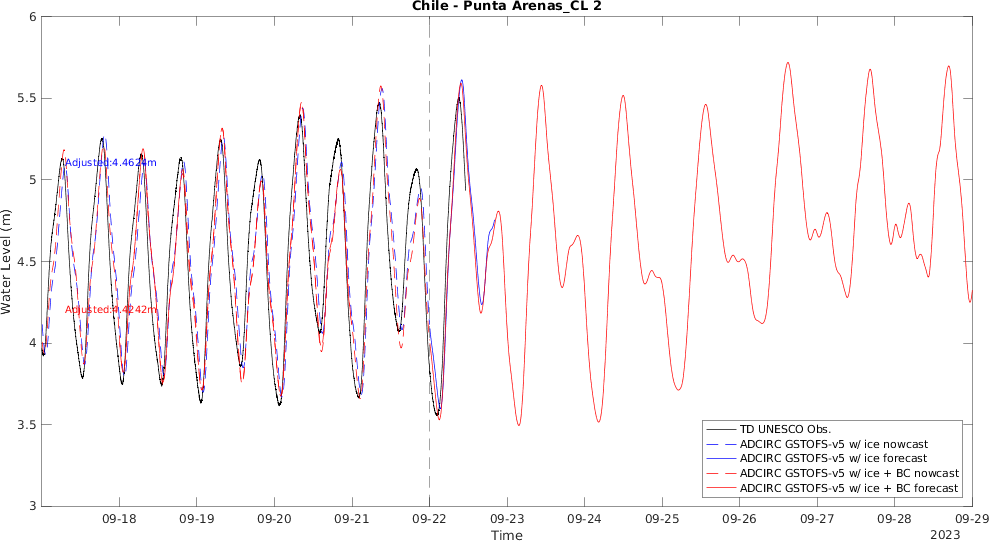 Chile - Punta Arenas_CL 2
6
5.5
5
4.5
4
3.5
3
Water Level (m)
Adjusted:4.4624m
Adjusted:4.4242m
TD UNESCO Obs.
ADCIRC GSTOFS-v5 w/ ice nowcast
ADCIRC GSTOFS-v5 w/ ice forecast
ADCIRC GSTOFS-v5 w/ ice + BC nowcast
ADCIRC GSTOFS-v5 w/ ice + BC forecast
09-18 09-19 09-20 09-21 09-22 09-23 09-24 09-25 09-26 09-27 09-28 09-29
Time
2023